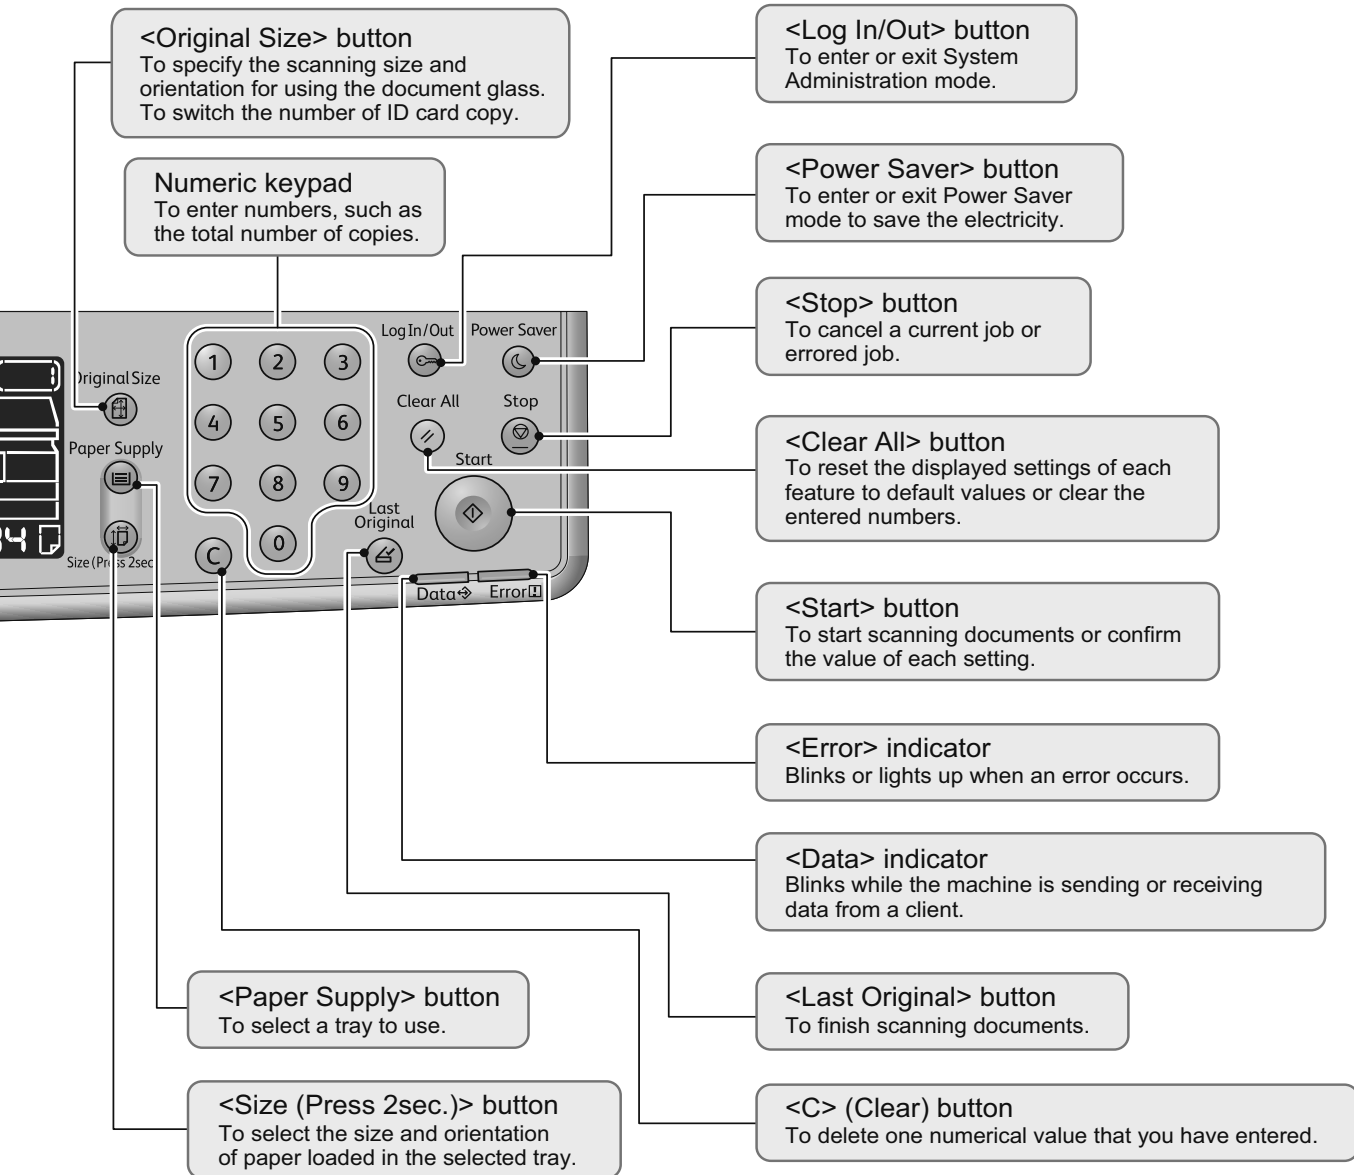 <Original Size> button
To specify the scanning size and
orientation for using the document glass.
To switch the number of ID card copy.
<Log In/Out> button
To enter or exit System
Administration mode.
Numeric keypad
To enter numbers, such as
the total number of copies.
<Power Saver> button
To enter or exit Power Saver
mode to save the electricity.
<Stop> button
To cancel a current job or
errored job.
Log In/Out Power Saver
1 2 3
1
Original Size
Clear All Stop
4 5 6
Paper Supply
Start
7 8 9
Last
Original
0
C
Size (Press 2sec
Data Error
<Clear All> button
To reset the displayed settings of each
feature to default values or clear the
entered numbers.
<Start> button
To start scanning documents or confirm
the value of each setting.
<Error> indicator
Blinks or lights up when an error occurs.
<Data> indicator
Blinks while the machine is sending or receiving
data from a client.
<Paper Supply> button
To select a tray to use.
<Last Original> button
To finish scanning documents.
<Size (Press 2sec.)> button
To select the size and orientation
of paper loaded in the selected tray.
<C> (Clear) button
To delete one numerical value that you have entered.